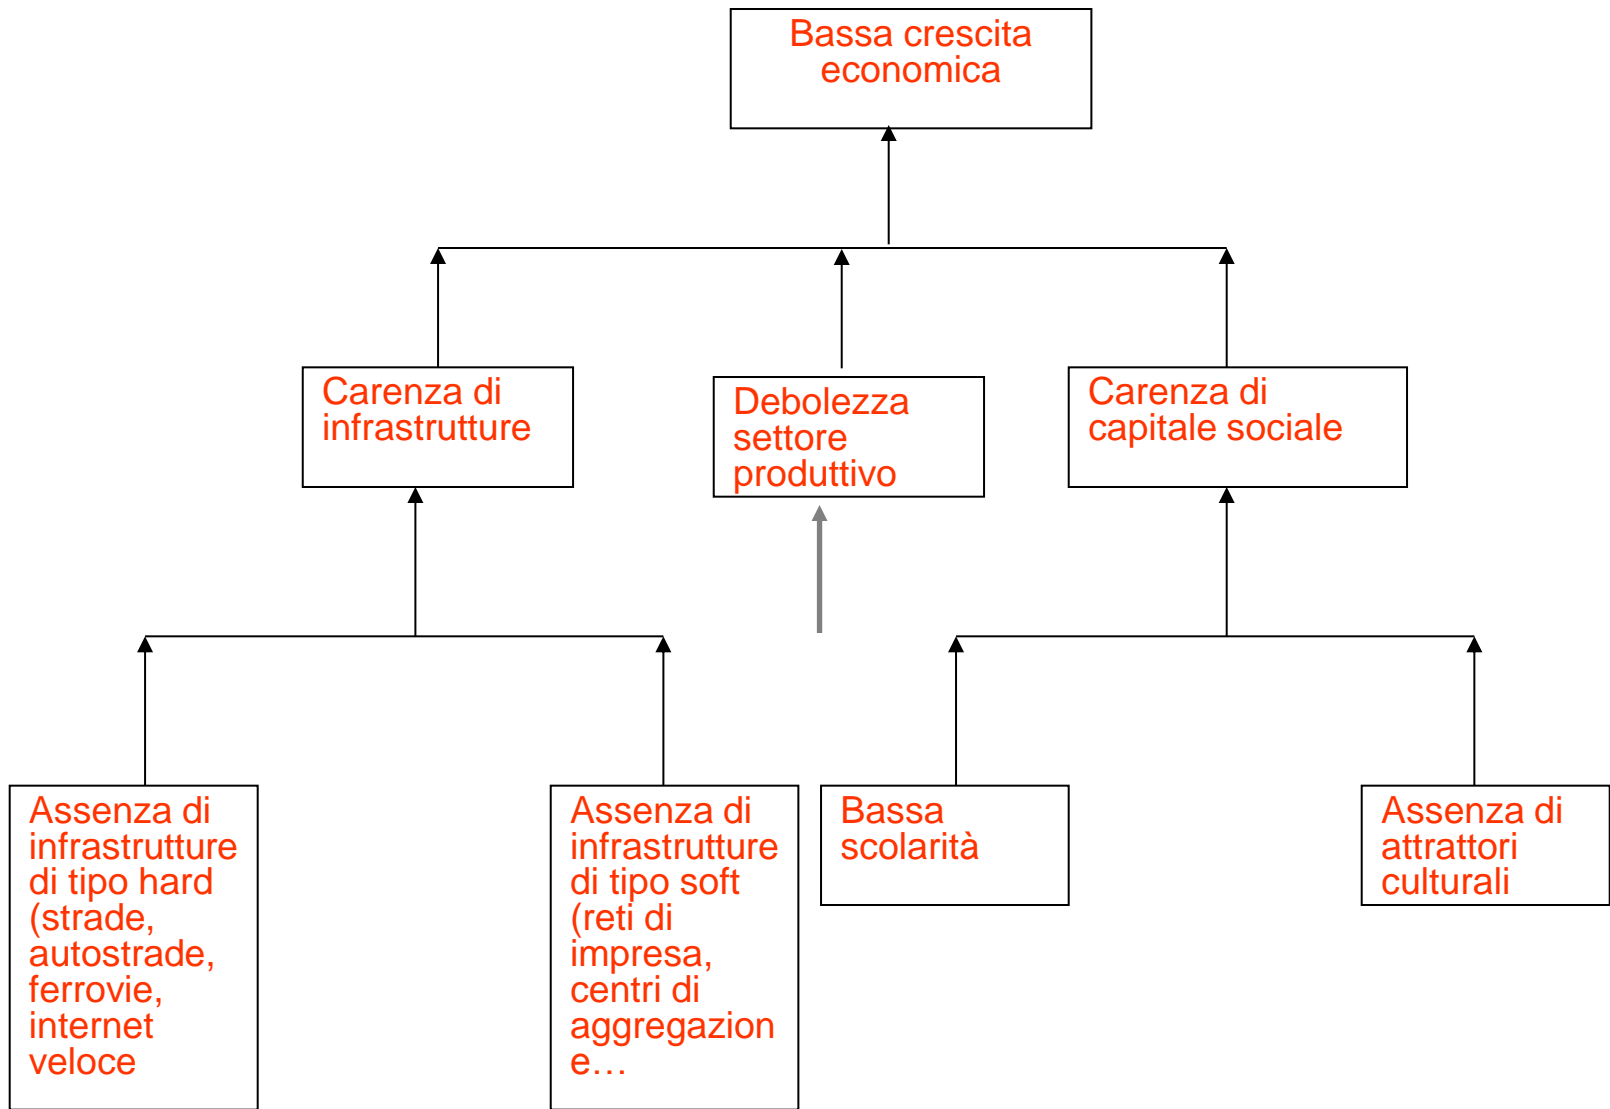 Bassa crescita
economica
Carenza di
infrastrutture
Debolezza
settore
produttivo
Carenza di
capitale sociale
Assenza di
infrastrutture
di tipo hard
(strade,
autostrade,
ferrovie,
internet
veloce
Assenza di
infrastrutture
di tipo soft
(reti di
impresa,
centri di
aggregazion
e…
Bassa
scolarità
Assenza di
attrattori
culturali